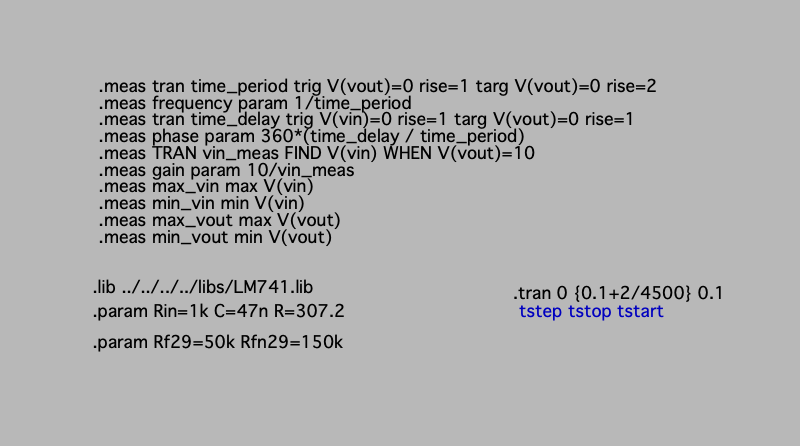 .meas tran time_period trig V(vout)=0 rise=1 targ V(vout)=0 rise=2
.meas frequency param 1/time_period
.meas tran time_delay trig V(vin)=0 rise=1 targ V(vout)=0 rise=1
.meas phase param 360*(time_delay / time_period)
.meas TRAN vin_meas FIND V(vin) WHEN V(vout)=10
.meas gain param 10/vin_meas
.meas max_vin max V(vin)
.meas min_vin min V(vin)
.meas max_vout max V(vout)
.meas min_vout min V(vout)
.lib ../../../../libs/LM741.lib
.param Rin=1k C=47n R=307.2
.param Rf29=50k Rfn29=150k
.tran 0 {0.1+2/4500} 0.1
tstep tstop tstart